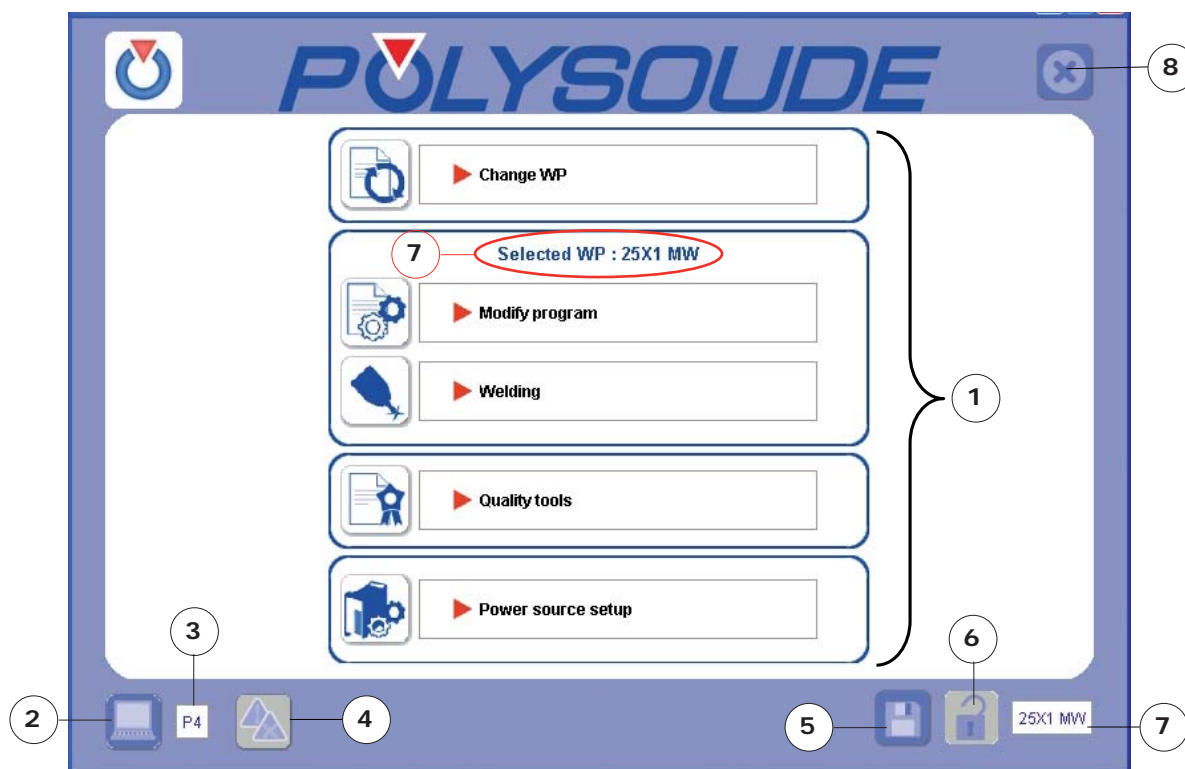 POLYSOUDE
8
Change WP
7
Selected WP : 25X1 MW
Modify program
Welding
1
Quality tools
Power source setup
3
6
2
P4
4
5
25X1 MW
7